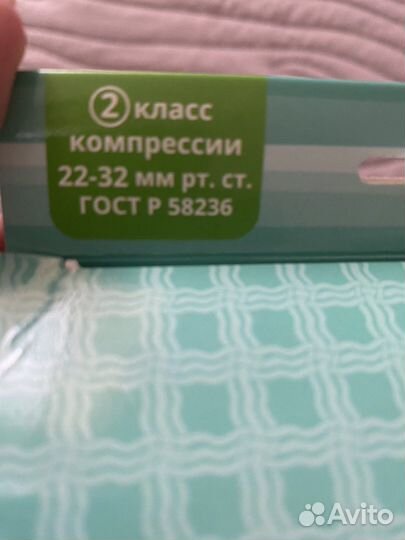 2 класс
компрессии
22-32 мм рт. ст.
ГОСТ Р 58236
Avito